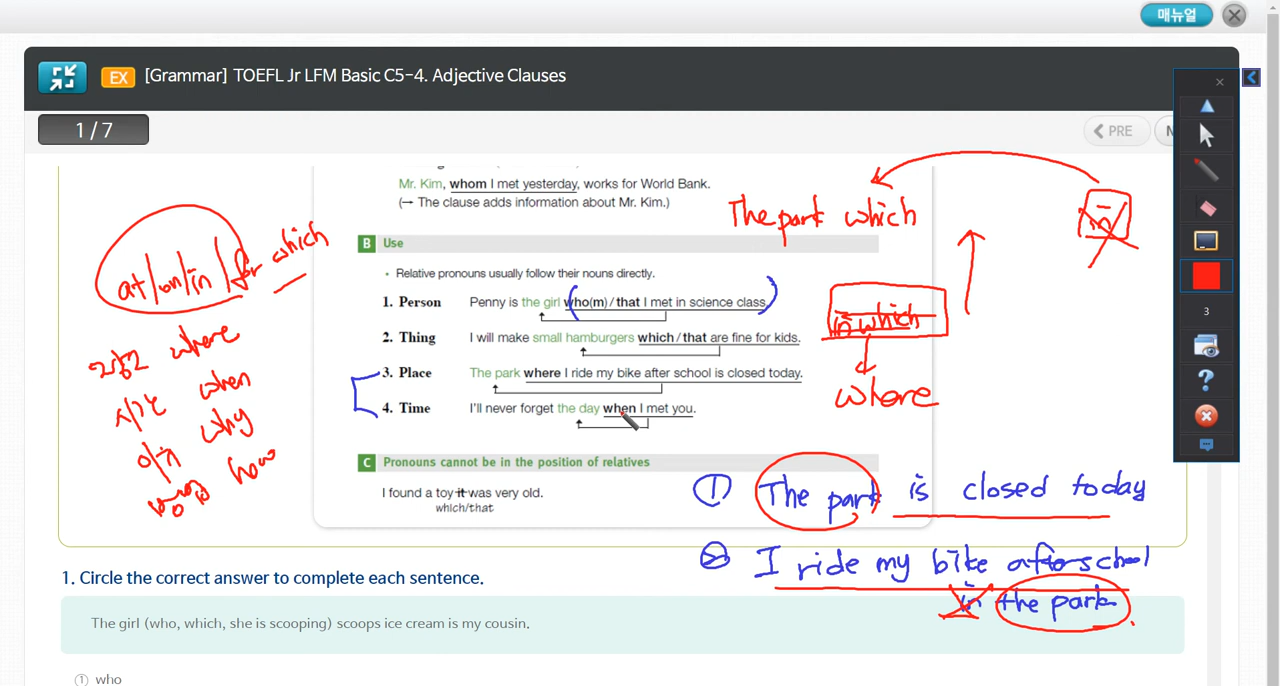 매뉴얼
EX [Grammar] TOEFL Jr LFM Basic C5-4. Adjective Clauses
1 / 7
PRE
N
Mr. Kim, whom I met yesterday, works for World Bank.
(→ The clause adds information about Mr. Kim.)
The park which
in
B Use
• Relative pronouns usually follow their nouns directly.
1. Person Penny is the girl who(m) / that I met in science class.
2. Thing I will make small hamburgers which / that are fine for kids.
3. Place The park where I ride my bike after school is closed today.
4. Time I'll never forget the day when I met you.
C Pronouns cannot be in the position of relatives
I found a toy it was very old.
which/that
at/on/in/for which
where
when
why
how
in which
where
① The park is closed today
② I ride my bike after school
in the park.
3
1. Circle the correct answer to complete each sentence.
The girl (who, which, she is scooping) scoops ice cream is my cousin.
① who